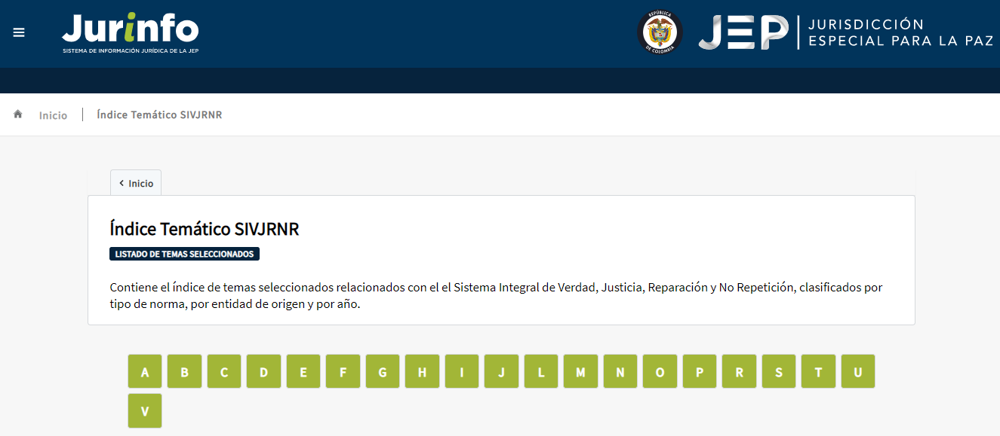 Jurinfo
SISTEMA DE INFORMACIÓN JURÍDICA DE LA JEP
REPÚBLICA
DE COLOMBIA
JEP
JURISDICCIÓN
ESPECIAL PARA LA PAZ
Inicio
Índice Temático SIVJRNR
Inicio
Índice Temático SIVJRNR
LISTADO DE TEMAS SELECCIONADOS
Contiene el índice de temas seleccionados relacionados con el el Sistema Integral de Verdad, Justicia, Reparación y No Repetición, clasificados por
tipo de norma, por entidad de origen y por año.
A B C D E F G H I J L M N O P R S T U
V